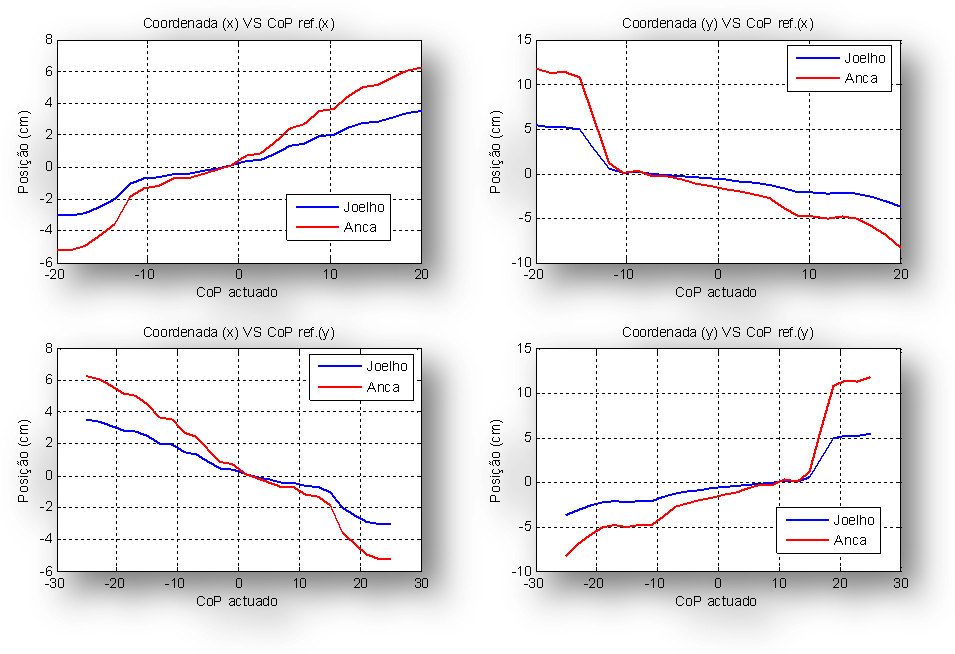 Coordenada (x) VS CoP ref.(x)
8
6
4
2
0
-2
-4
-6
Posição (cm)
Joelho
Anca
-20 -10 0 10 20
CoP actuado
Coordenada (y) VS CoP ref.(x)
15
10
5
0
-5
-10
Posição (cm)
Joelho
Anca
-20 -10 0 10 20
CoP actuado
Coordenada (x) VS CoP ref.(y)
8
6
4
2
0
-2
-4
-6
Posição (cm)
Joelho
Anca
-30 -20 -10 0 10 20 30
CoP actuado
Coordenada (y) VS CoP ref.(y)
15
10
5
0
-5
-10
Posição (cm)
Joelho
Anca
-30 -20 -10 0 10 20 30
CoP actuado